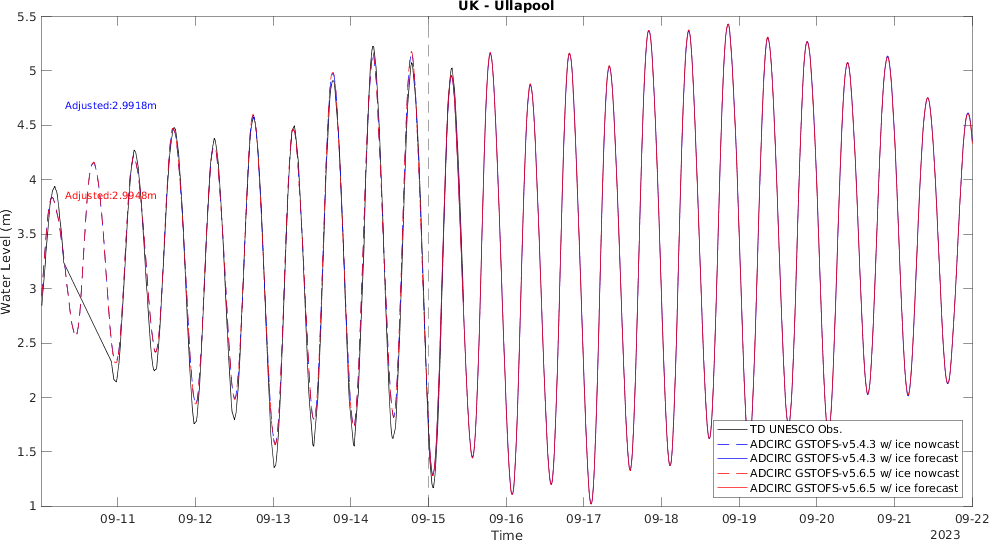 UK - Ullapool
5.5
5
4.5
4
3.5
3
2.5
2
1.5
1
Water Level (m)
Adjusted:2.9918m
Adjusted:2.9948m
TD UNESCO Obs.
ADCIRC GSTOFS-v5.4.3 w/ ice nowcast
ADCIRC GSTOFS-v5.4.3 w/ ice forecast
ADCIRC GSTOFS-v5.6.5 w/ ice nowcast
ADCIRC GSTOFS-v5.6.5 w/ ice forecast
09-11 09-12 09-13 09-14 09-15 09-16 09-17 09-18 09-19 09-20 09-21 09-22
Time
2023